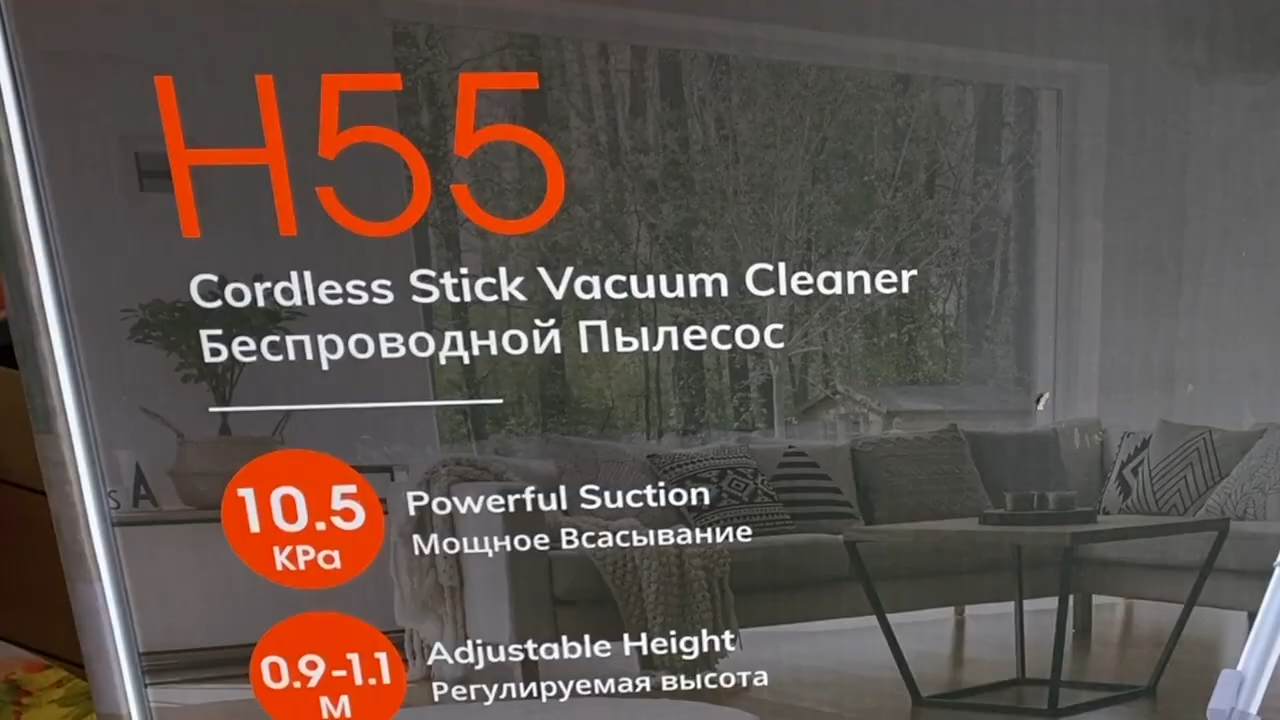 H55
Cordless Stick Vacuum Cleaner
Беспроводной Пылесос
10.5
KPa
Powerful Suction
Мощное Всасывание
0.9-1.1
M
Adjustable Height
Регулируемая высота